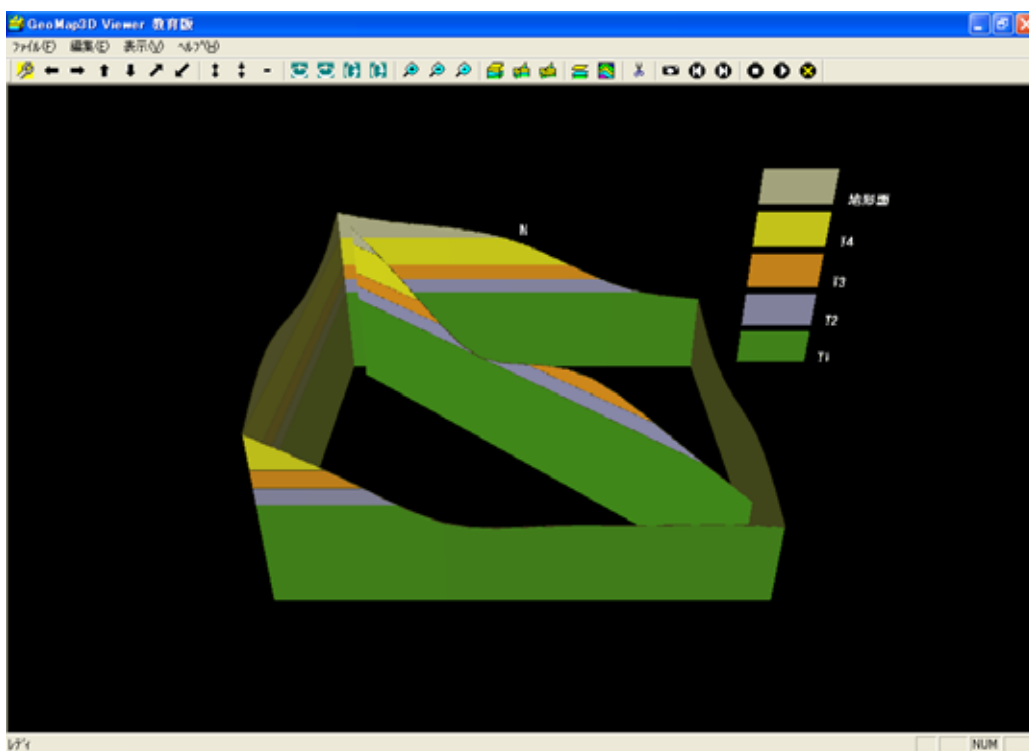 GeoMap3D Viewer 教育版
ファイル(F) 編集(E) 表示(V) ヘルプ(H)
N
地形面
T4
T3
T2
T1
レディ
NUM